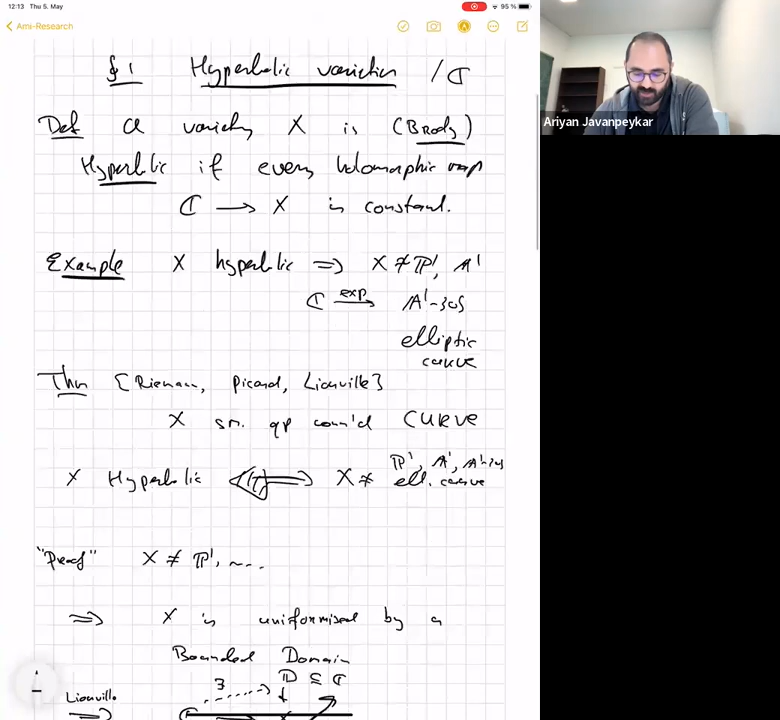 12:13 Thu 5. May
95 %
Ami-Research
Ariyan Javanpeykar
§1 Hyperbolic varieties /ℂ
Def A variety X is (Brody)
Hyperbolic if every holomorphic map
ℂ ⟶ X is constant.
Example X hyperbolic ⟹ X ≠ ℙ¹, 𝔸¹
ℂ exp⟶ 𝔸¹-{0}
elliptic
curve
Thm [Riemann, Picard, Liouville]
X sm. qp conn'd CURVE
X Hyperbolic ⟺ X ≠ ℙ¹, 𝔸¹, 𝔸¹-{0}
ell. curve
"Proof" X ≠ ℙ¹, ....
⟹ X is uniformised by a
Bounded Domain
∃ 𝔻 ⊆ ℂ
Liouville
⟹ ℂ